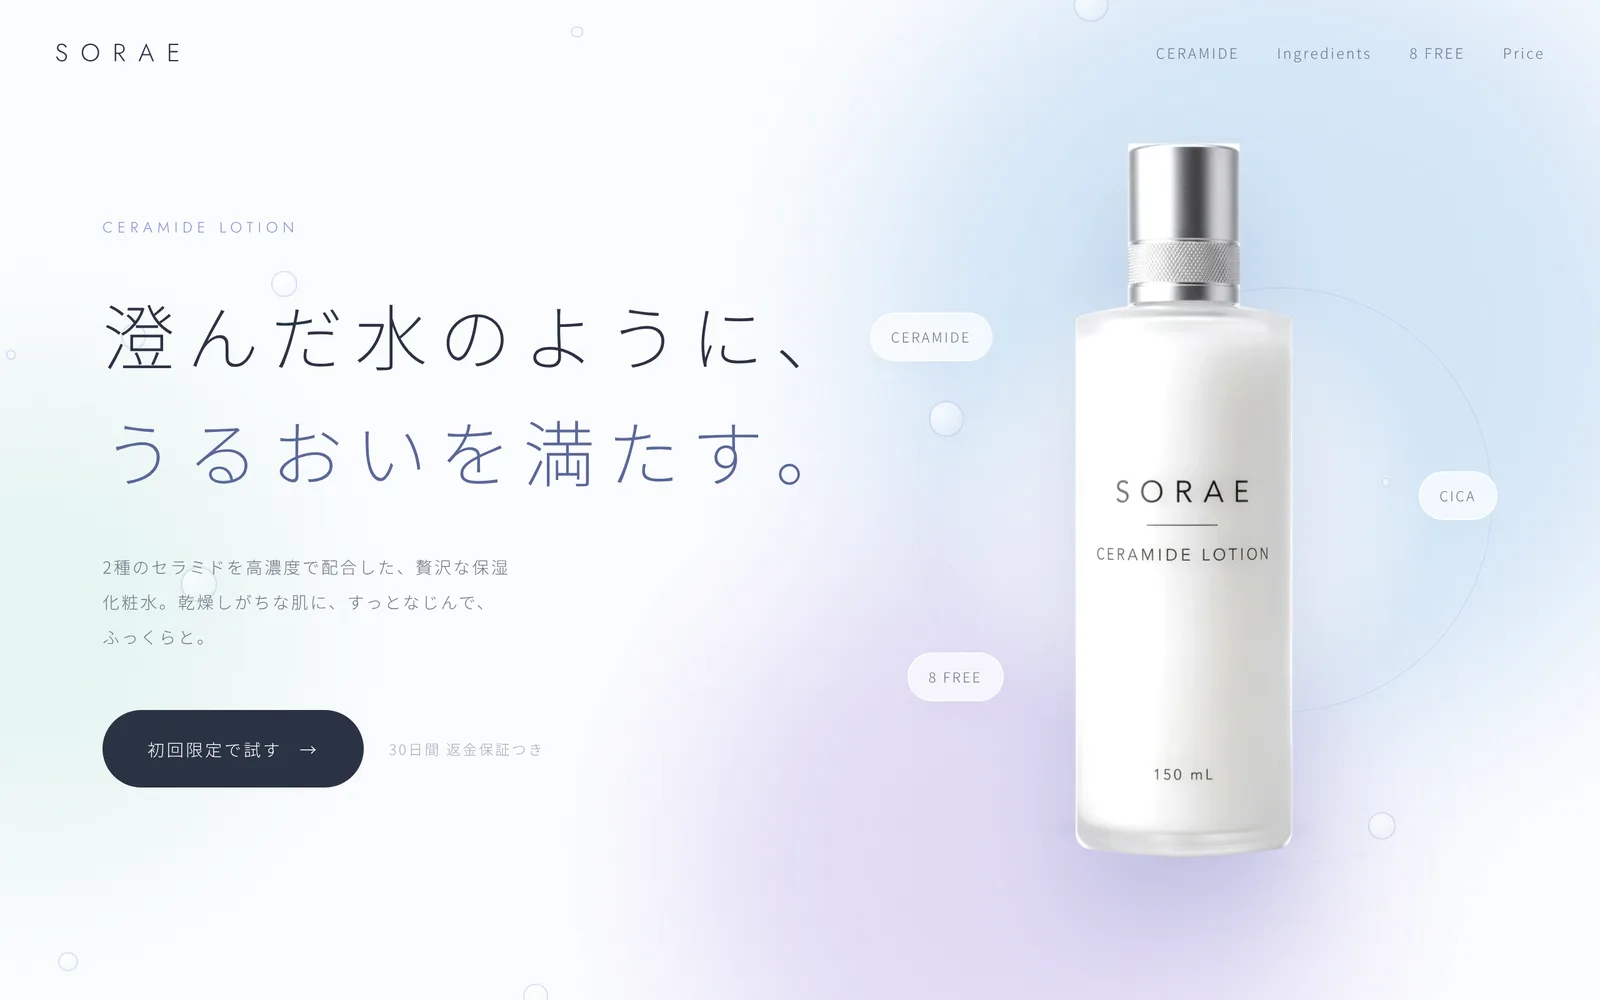 SORAE
CERAMIDE Ingredients 8 FREE Price
CERAMIDE LOTION
澄んだ水のように、
うるおいを満たす。
2種のセラミドを高濃度で配合した、贅沢な保湿
化粧水。乾燥しがちな肌に、すっとなじんで、
ふっくらと。
初回限定で試す →
30日間 返金保証つき
CERAMIDE
8 FREE
SORAE
CERAMIDE LOTION
150 mL
CICA